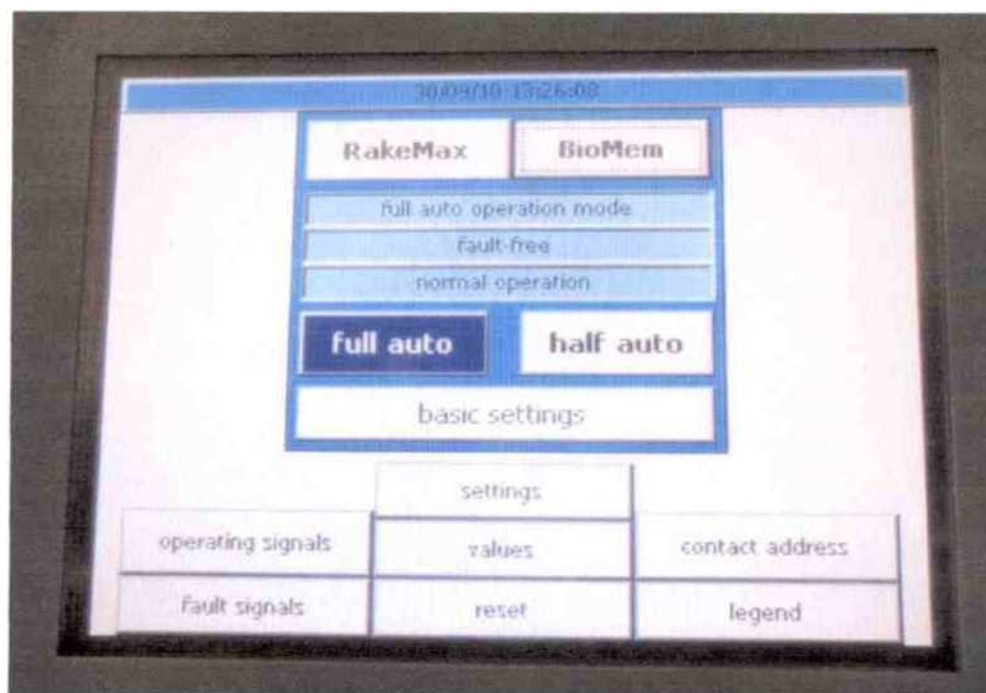 30/09/10 13:26:08
RakeMax BioMem
full auto operation mode
fault-free
normal operation
full auto half auto
basic settings
settings
operating signals values contact address
fault signals reset legend